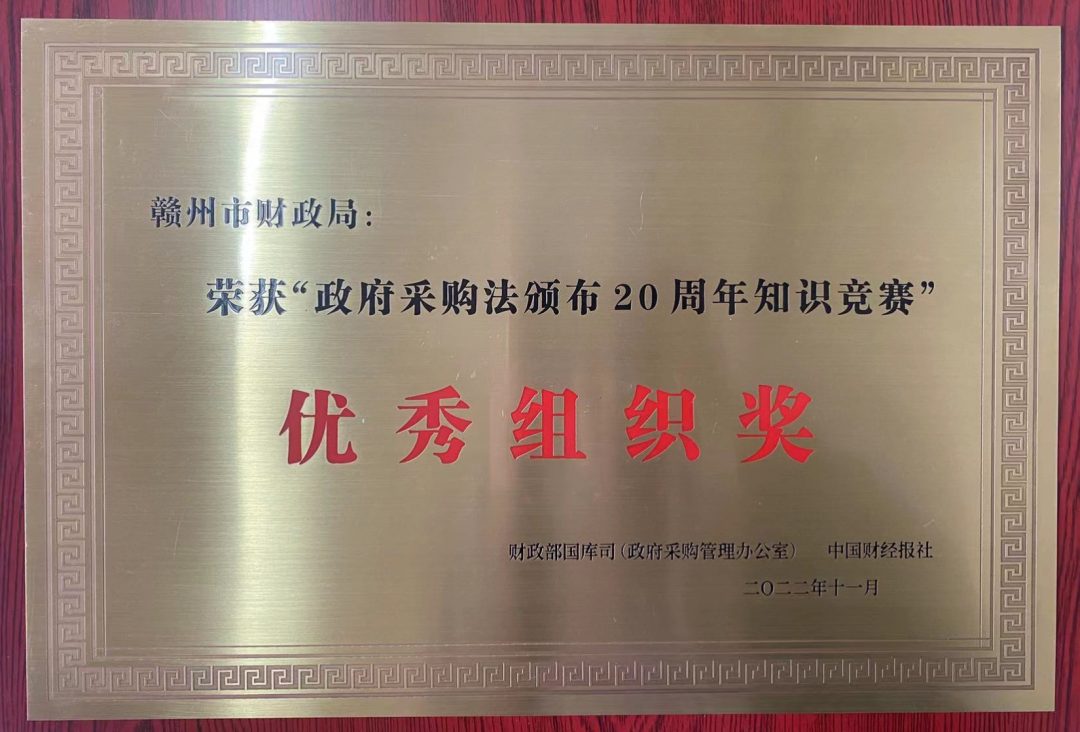 赣州市财政局：
荣获“政府采购法颁布20周年知识竞赛”
优秀组织奖
财政部国库司（政府采购管理办公室） 中国财经报社
二〇二二年十一月